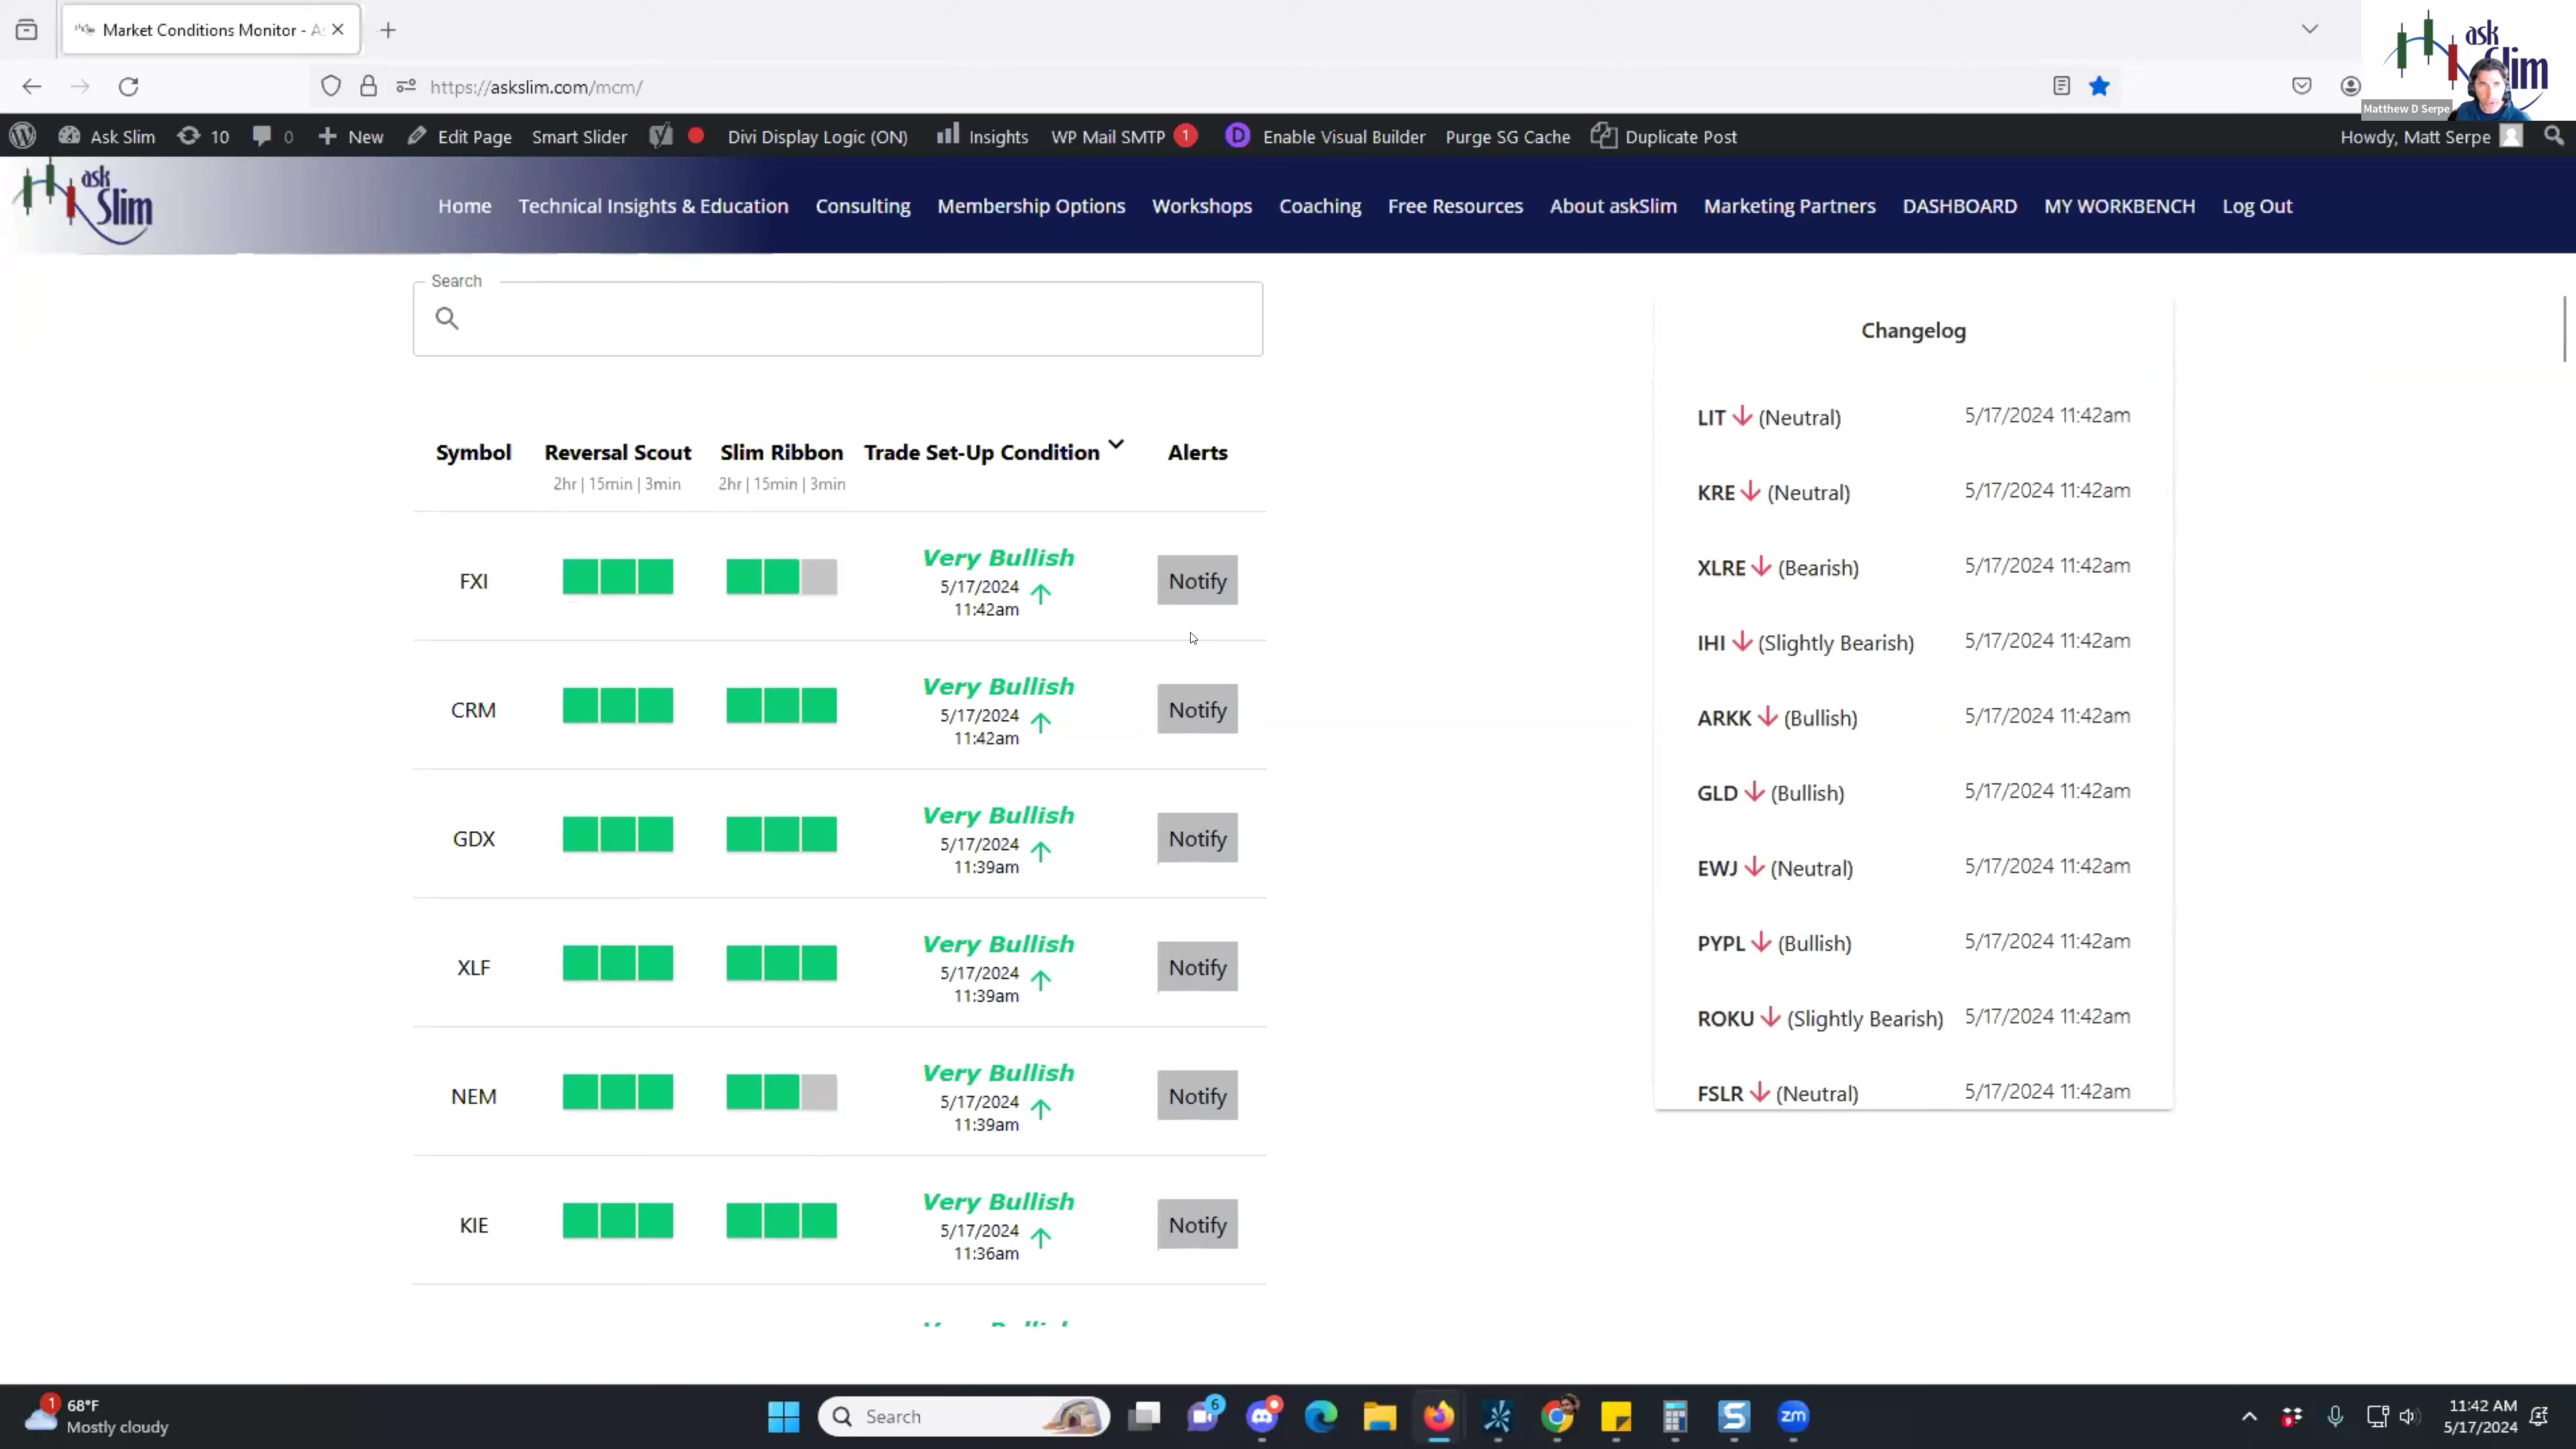 Market Conditions Monitor - A
https://askslim.com/mcm/
ask
Slim
Matthew D Serpe
Ask Slim 10 0 New Edit Page Smart Slider Divi Display Logic (ON) Insights WP Mail SMTP 1 Enable Visual Builder Purge SG Cache Duplicate Post Howdy, Matt Serpe
ask
Slim
Home Technical Insights & Education Consulting Membership Options Workshops Coaching Free Resources About askSlim Marketing Partners DASHBOARD MY WORKBENCH Log Out
Search
Symbol Reversal Scout Slim Ribbon Trade Set-Up Condition Alerts
2hr | 15min | 3min 2hr | 15min | 3min
FXI Very Bullish Notify
5/17/2024
11:42am
CRM Very Bullish Notify
5/17/2024
11:42am
GDX Very Bullish Notify
5/17/2024
11:39am
XLF Very Bullish Notify
5/17/2024
11:39am
NEM Very Bullish Notify
5/17/2024
11:39am
KIE Very Bullish Notify
5/17/2024
11:36am
Very Bullish
Changelog
LIT (Neutral) 5/17/2024 11:42am
KRE (Neutral) 5/17/2024 11:42am
XLRE (Bearish) 5/17/2024 11:42am
IHI (Slightly Bearish) 5/17/2024 11:42am
ARKK (Bullish) 5/17/2024 11:42am
GLD (Bullish) 5/17/2024 11:42am
EWJ (Neutral) 5/17/2024 11:42am
PYPL (Bullish) 5/17/2024 11:42am
ROKU (Slightly Bearish) 5/17/2024 11:42am
FSLR (Neutral) 5/17/2024 11:42am
1
68°F
Mostly cloudy
Search
6
zm
9
11:42 AM
5/17/2024